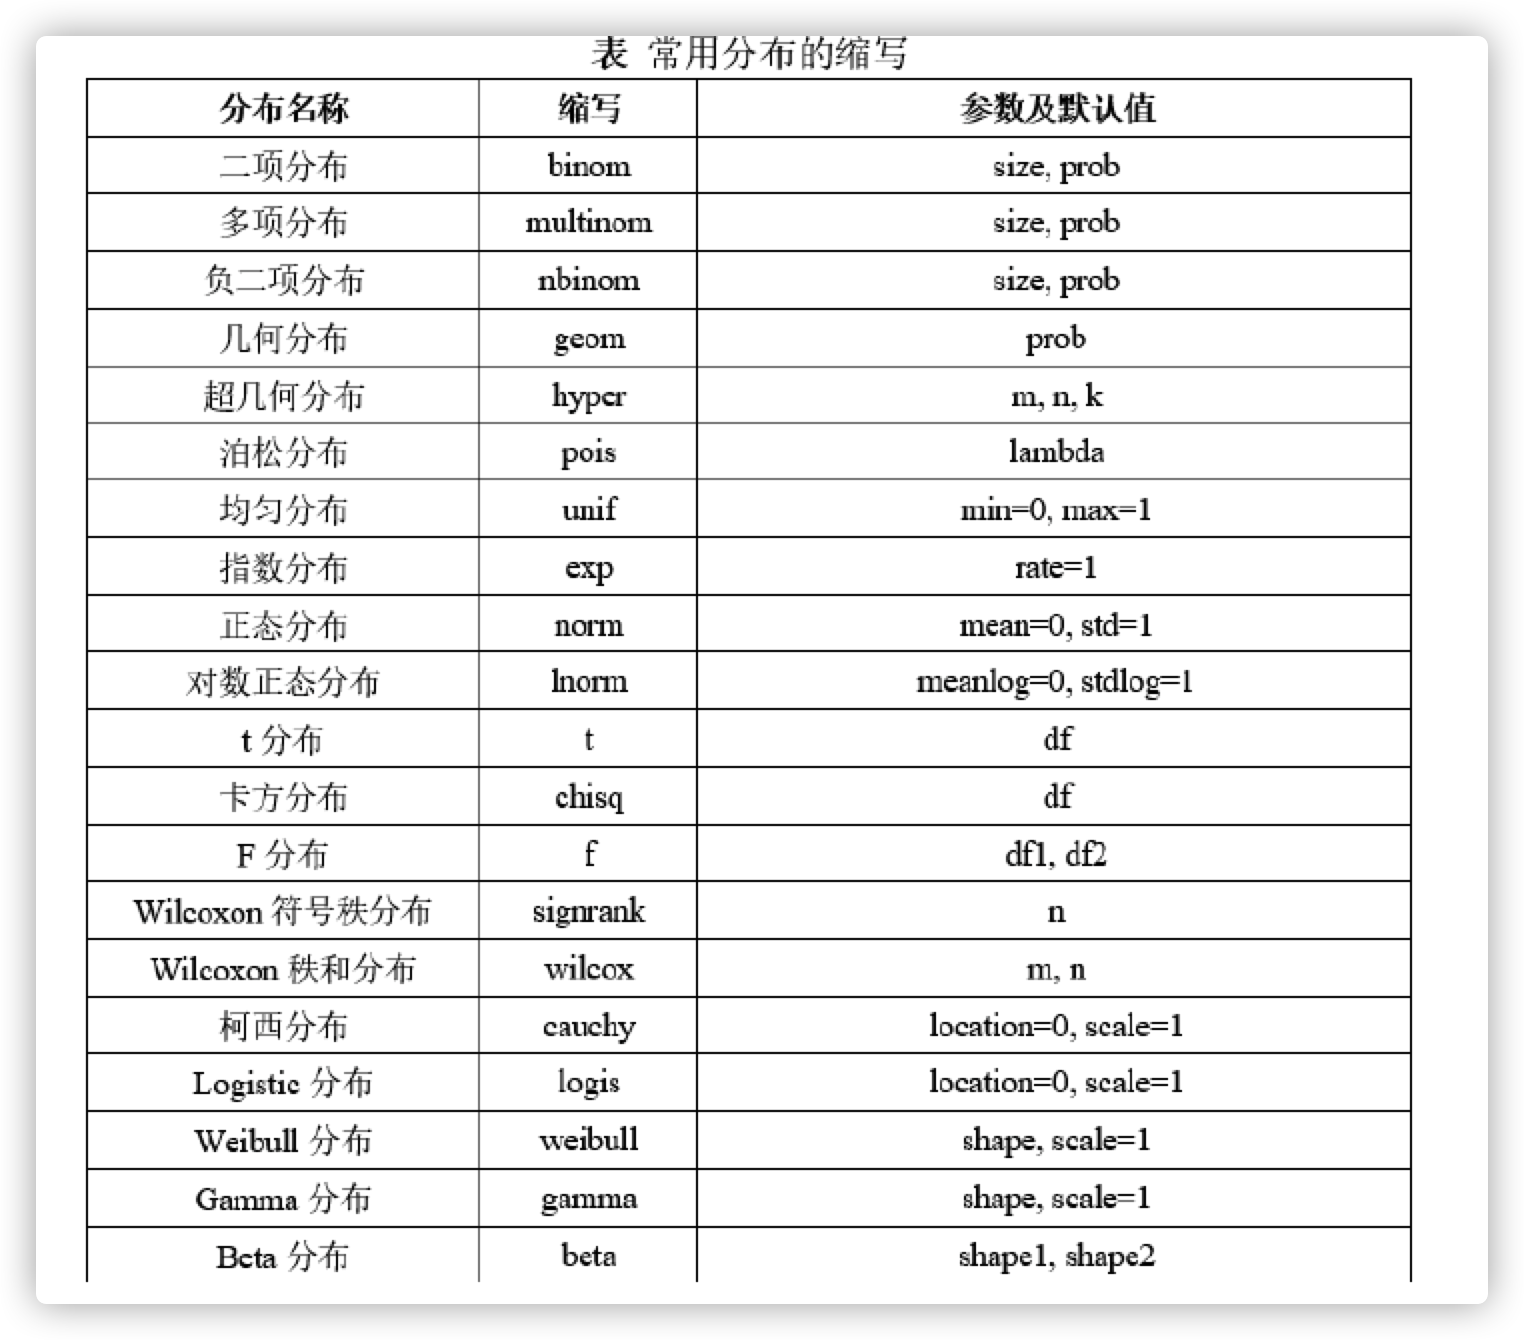 表 常用分布的缩写
分布名称 缩写 参数及默认值
二项分布 binom size, prob
多项分布 multinom size, prob
负二项分布 nbinom size, prob
几何分布 geom prob
超几何分布 hyper m, n, k
泊松分布 pois lambda
均匀分布 unif min=0, max=1
指数分布 exp rate=1
正态分布 norm mean=0, std=1
对数正态分布 lnorm meanlog=0, stdlog=1
t 分布 t df
卡方分布 chisq df
F 分布 f df1, df2
Wilcoxon 符号秩分布 signrank n
Wilcoxon 秩和分布 wilcox m, n
柯西分布 cauchy location=0, scale=1
Logistic 分布 logis location=0, scale=1
Weibull 分布 weibull shape, scale=1
Gamma 分布 gamma shape, scale=1
Beta 分布 beta shape1, shape2